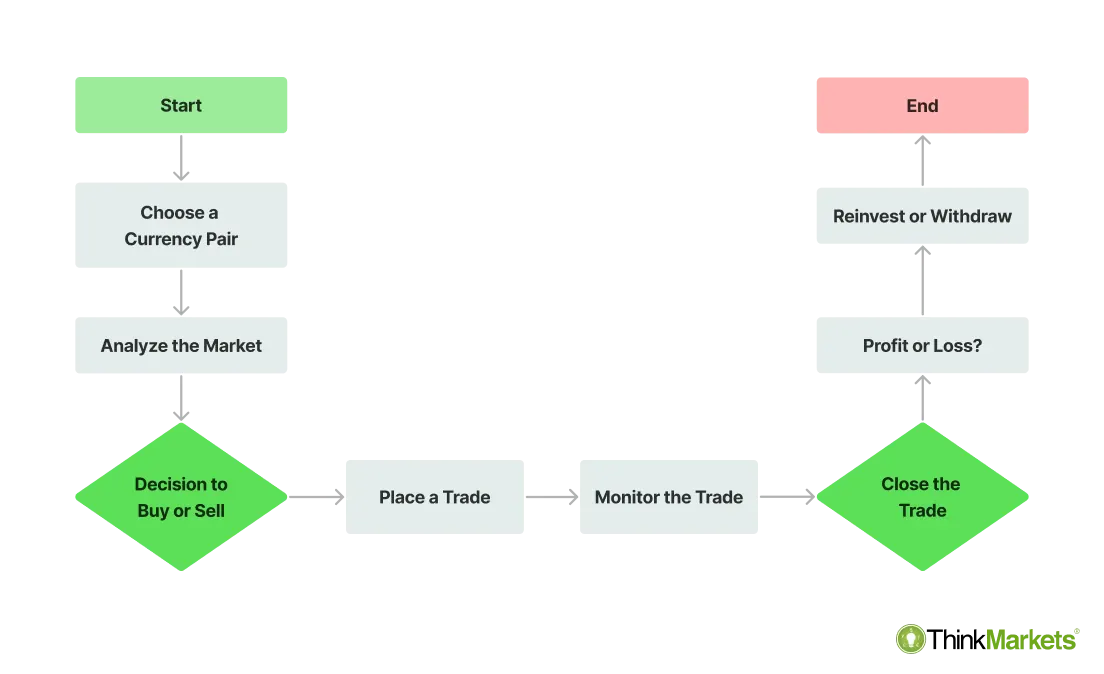 Start
Choose a
Currency Pair
Analyze the Market
Decision to
Buy or Sell
Place a Trade
Monitor the Trade
Close the
Trade
Profit or Loss?
Reinvest or Withdraw
End
ThinkMarkets®